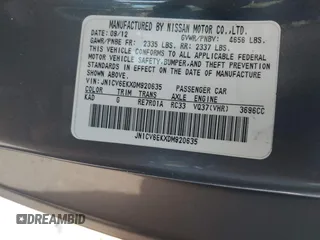 MANUFACTURED BY NISSAN MOTOR CO.,LTD.
DATE: 09/12 GVWR/PNBV: 4656 LBS.
GAWR/PNBE FR: 2335 LBS. RR: 2337 LBS.
THIS VEHICLE CONFORMS TO ALL APPLICABLE FEDERAL
MOTOR VEHICLE SAFETY,BUMPER,AND THEFT PREVENTION
STANDARDS IN EFFECT ON THE DATE OF MANUFACTURE
SHOWN ABOVE.
JN1CV6EKXDM920635 PASSENGER CAR
COLOR TRIM TRANS AXLE ENGINE
KAD G RE7R01A RC33 VQ37(VHR) 3696CC
JN1CV6EKXDM920635
DREAMBID